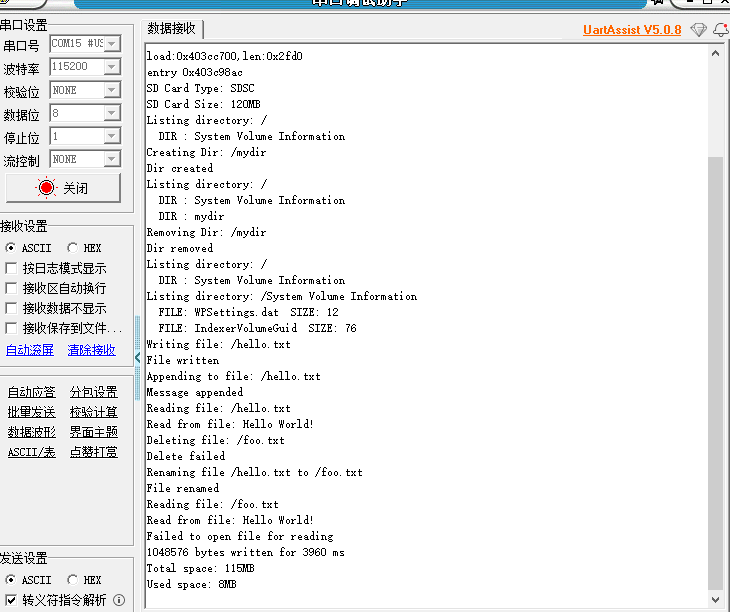 串口调试助手
串口设置
串口号 COM15 #US
波特率 115200
校验位 NONE
数据位 8
停止位 1
流控制 NONE
关闭
接收设置
ASCII HEX
按日志模式显示
接收区自动换行
接收数据不显示
接收保存到文件...
自动滚屏 清除接收
自动应答 分包设置
批量发送 校验计算
数据波形 界面主题
ASCII/表 点赞打赏
发送设置
ASCII HEX
转义符指令解析
数据接收
UartAssist V5.0.8
load:0x403cc700,len:0x2fd0
entry 0x403c98ac
SD Card Type: SDSC
SD Card Size: 120MB
Listing directory: /
DIR : System Volume Information
Creating Dir: /mydir
Dir created
Listing directory: /
DIR : System Volume Information
DIR : mydir
Removing Dir: /mydir
Dir removed
Listing directory: /
DIR : System Volume Information
Listing directory: /System Volume Information
FILE: WPSettings.dat SIZE: 12
FILE: IndexerVolumeGuid SIZE: 76
Writing file: /hello.txt
File written
Appending to file: /hello.txt
Message appended
Reading file: /hello.txt
Read from file: Hello World!
Deleting file: /foo.txt
Delete failed
Renaming file /hello.txt to /foo.txt
File renamed
Reading file: /foo.txt
Read from file: Hello World!
Failed to open file for reading
1048576 bytes written for 3960 ms
Total space: 115MB
Used space: 8MB